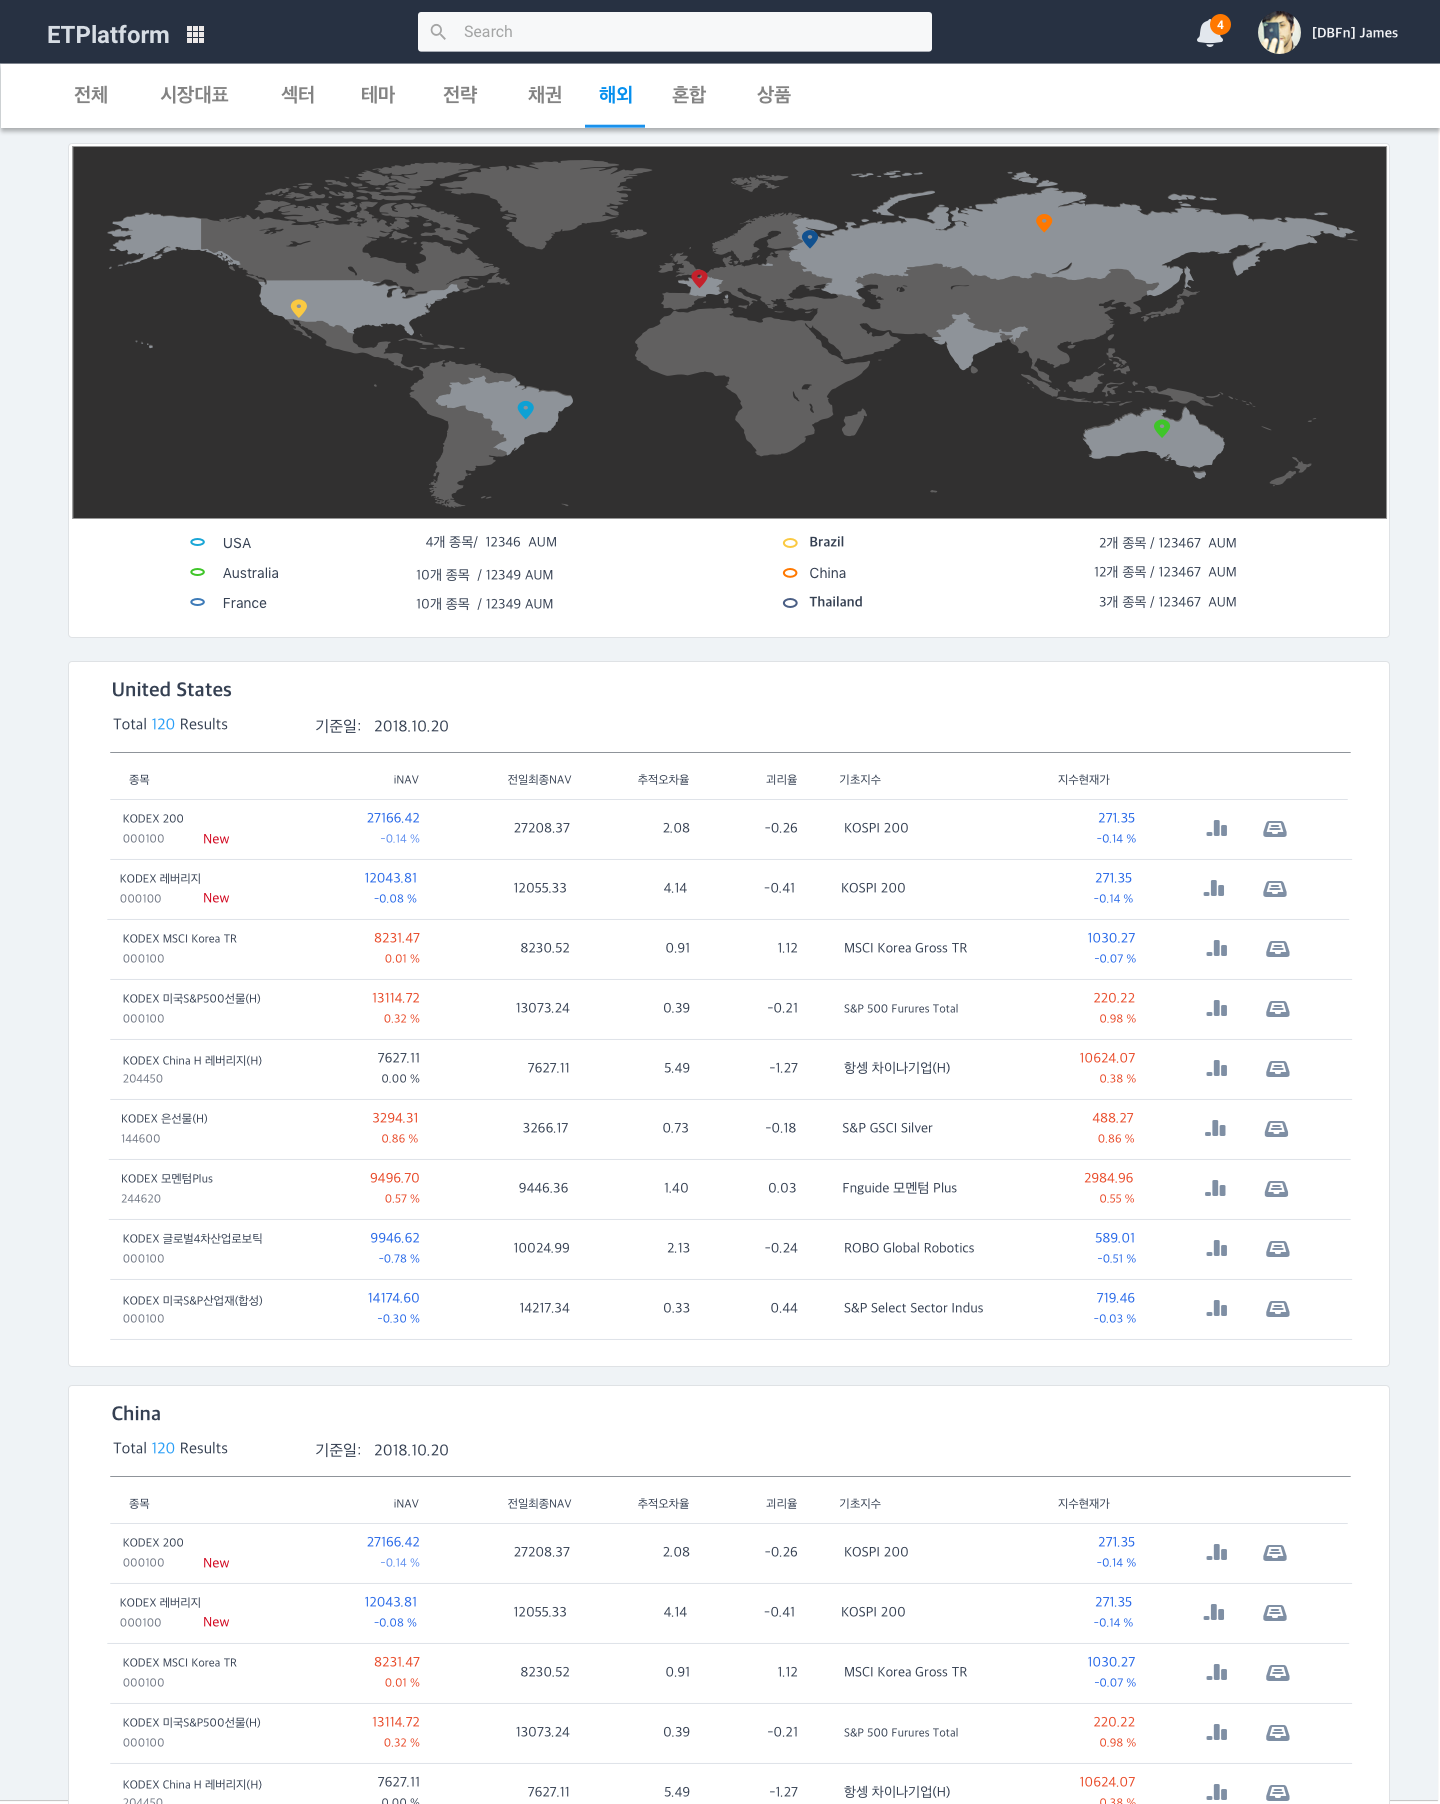 ETPlatform
Search
4
[DBFn] James
전체 시장대표 섹터 테마 전략 채권 해외 혼합 상품
USA 4개 종목/ 12346 AUM Brazil 2개 종목 / 123467 AUM
Australia 10개 종목 / 12349 AUM China 12개 종목 / 123467 AUM
France 10개 종목 / 12349 AUM Thailand 3개 종목 / 123467 AUM
United States
Total 120 Results 기준일: 2018.10.20
종목 iNAV 전일최종NAV 추적오차율 괴리율 기초지수 지수현재가
KODEX 200 27166.42 27208.37 2.08 -0.26 KOSPI 200 271.35
000100 New -0.14 % -0.14 %
KODEX 레버리지 12043.81 12055.33 4.14 -0.41 KOSPI 200 271.35
000100 New -0.08 % -0.14 %
KODEX MSCI Korea TR 8231.47 8230.52 0.91 1.12 MSCI Korea Gross TR 1030.27
000100 0.01 % -0.07 %
KODEX 미국S&P500선물(H) 13114.72 13073.24 0.39 -0.21 S&P 500 Furures Total 220.22
000100 0.32 % 0.98 %
KODEX China H 레버리지(H) 7627.11 7627.11 5.49 -1.27 항셍 차이나기업(H) 10624.07
204450 0.00 % 0.38 %
KODEX 은선물(H) 3294.31 3266.17 0.73 -0.18 S&P GSCI Silver 488.27
144600 0.86 % 0.86 %
KODEX 모멘텀Plus 9496.70 9446.36 1.40 0.03 Fnguide 모멘텀 Plus 2984.96
244620 0.57 % 0.55 %
KODEX 글로벌4차산업로보틱 9946.62 10024.99 2.13 -0.24 ROBO Global Robotics 589.01
000100 -0.78 % -0.51 %
KODEX 미국S&P산업재(합성) 14174.60 14217.34 0.33 0.44 S&P Select Sector Indus 719.46
000100 -0.30 % -0.03 %
China
Total 120 Results 기준일: 2018.10.20
종목 iNAV 전일최종NAV 추적오차율 괴리율 기초지수 지수현재가
KODEX 200 27166.42 27208.37 2.08 -0.26 KOSPI 200 271.35
000100 New -0.14 % -0.14 %
KODEX 레버리지 12043.81 12055.33 4.14 -0.41 KOSPI 200 271.35
000100 New -0.08 % -0.14 %
KODEX MSCI Korea TR 8231.47 8230.52 0.91 1.12 MSCI Korea Gross TR 1030.27
000100 0.01 % -0.07 %
KODEX 미국S&P500선물(H) 13114.72 13073.24 0.39 -0.21 S&P 500 Furures Total 220.22
000100 0.32 % 0.98 %
KODEX China H 레버리지(H) 7627.11 7627.11 5.49 -1.27 항셍 차이나기업(H) 10624.07
204450 0.00 % 0.38 %